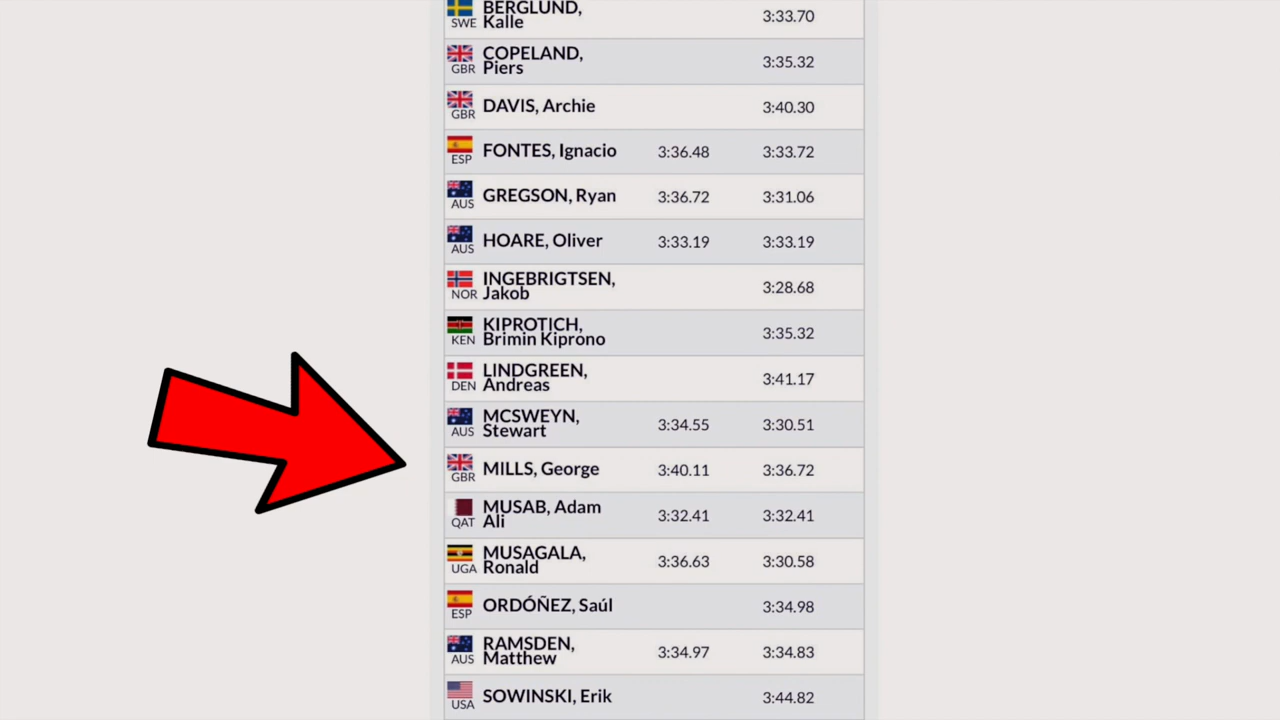 BERGLUND,
SWE Kalle 3:33.70
COPELAND,
GBR Piers 3:35.32
GBR DAVIS, Archie 3:40.30
ESP FONTES, Ignacio 3:36.48 3:33.72
AUS GREGSON, Ryan 3:36.72 3:31.06
AUS HOARE, Oliver 3:33.19 3:33.19
INGEBRIGTSEN,
NOR Jakob 3:28.68
KIPROTICH,
KEN Brimin Kiprono 3:35.32
LINDGREEN,
DEN Andreas 3:41.17
MCSWEYN,
AUS Stewart 3:34.55 3:30.51
GBR MILLS, George 3:40.11 3:36.72
MUSAB, Adam
QAT Ali 3:32.41 3:32.41
MUSAGALA,
UGA Ronald 3:36.63 3:30.58
ESP ORDÓÑEZ, Saúl 3:34.98
RAMSDEN,
AUS Matthew 3:34.97 3:34.83
USA SOWINSKI, Erik 3:44.82